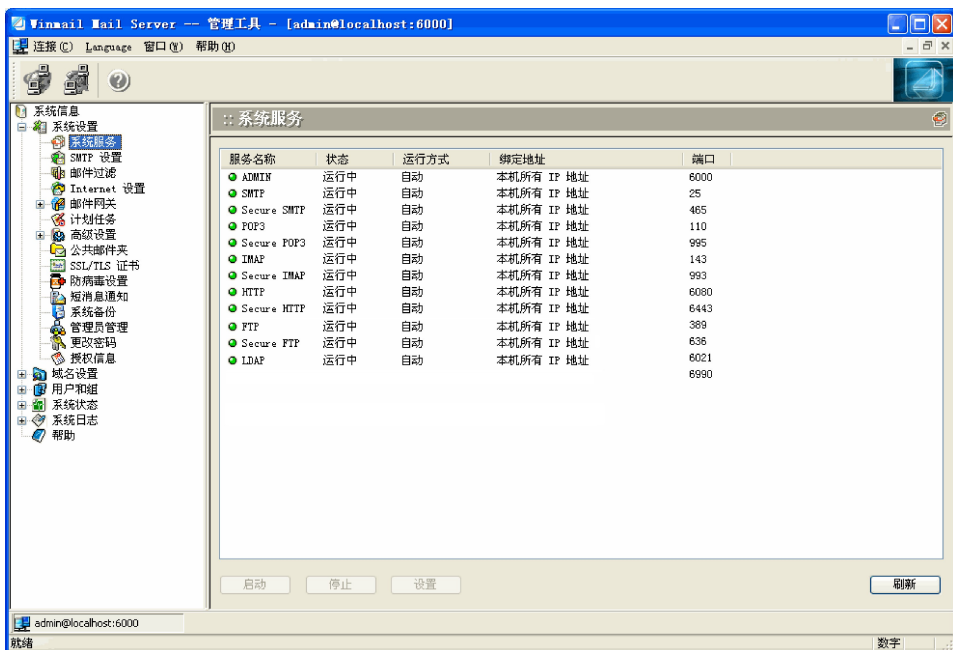 Winmail Mail Server -- 管理工具 - [admin@localhost:6000]
连接(C) Language 窗口(W) 帮助(H)
系统信息
系统设置
系统服务
SMTP 设置
邮件过滤
Internet 设置
邮件网关
计划任务
高级设置
公共邮件夹
SSL/TLS 证书
防病毒设置
短消息通知
系统备份
管理员管理
更改密码
授权信息
域名设置
用户和组
系统状态
系统日志
帮助
:: 系统服务
服务名称 状态 运行方式 绑定地址 端口
ADMIN 运行中 自动 本机所有 IP 地址 6000
SMTP 运行中 自动 本机所有 IP 地址 25
Secure SMTP 运行中 自动 本机所有 IP 地址 465
POP3 运行中 自动 本机所有 IP 地址 110
Secure POP3 运行中 自动 本机所有 IP 地址 995
IMAP 运行中 自动 本机所有 IP 地址 143
Secure IMAP 运行中 自动 本机所有 IP 地址 993
HTTP 运行中 自动 本机所有 IP 地址 6080
Secure HTTP 运行中 自动 本机所有 IP 地址 6443
FTP 运行中 自动 本机所有 IP 地址 389
Secure FTP 运行中 自动 本机所有 IP 地址 636
LDAP 运行中 自动 本机所有 IP 地址 6021
6990
启动 停止 设置 刷新
admin@localhost:6000
就绪 数字